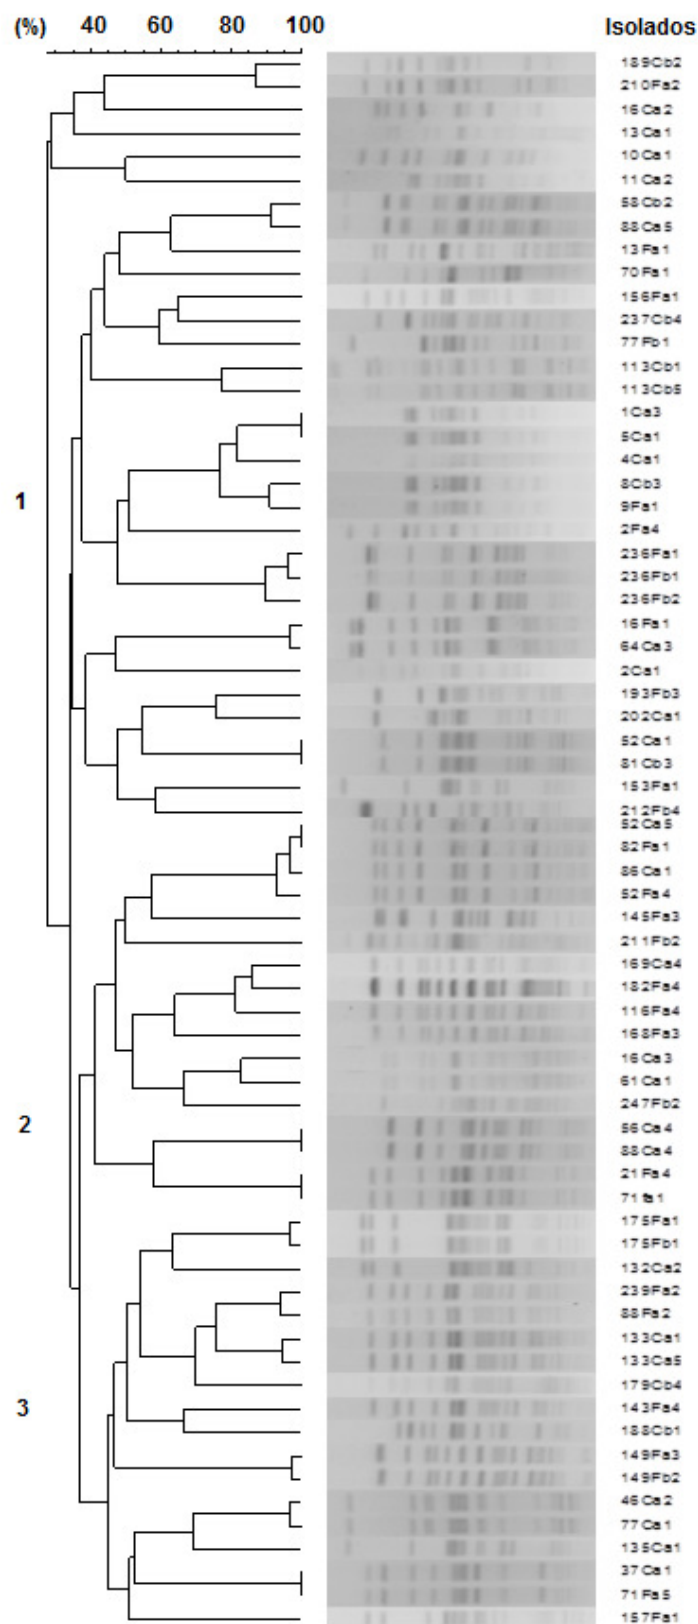 (%) 40 60 80 100 Isolados
189Cb2
210Fa2
16Ca2
13Ca1
10Ca1
11Ca2
58Cb2
88Ca5
13Fa1
70Fa1
156Fa1
237Cb4
77Fb1
113Cb1
113Cb5
1Ca3
5Ca1
4Ca1
1
8Cb3
9Fa1
2Fa4
236Fa1
236Fb1
236Fb2
16Fa1
64Ca3
2Ca1
193Fb3
202Ca1
52Ca1
81Cb3
153Fa1
212Fb4
52Ca5
82Fa1
86Ca1
52Fa4
145Fa3
211Fb2
169Ca4
182Fa4
116Fa4
168Fa3
16Ca3
61Ca1
247Fb2
2
56Ca4
88Ca4
21Fa4
71fa1
175Fa1
175Fb1
132Ca2
239Fa2
88Fa2
133Ca1
133Ca5
179Cb4
3
143Fa4
188Cb1
149Fa3
149Fb2
46Ca2
77Ca1
135Ca1
37Ca1
71Fa5
157Fa1